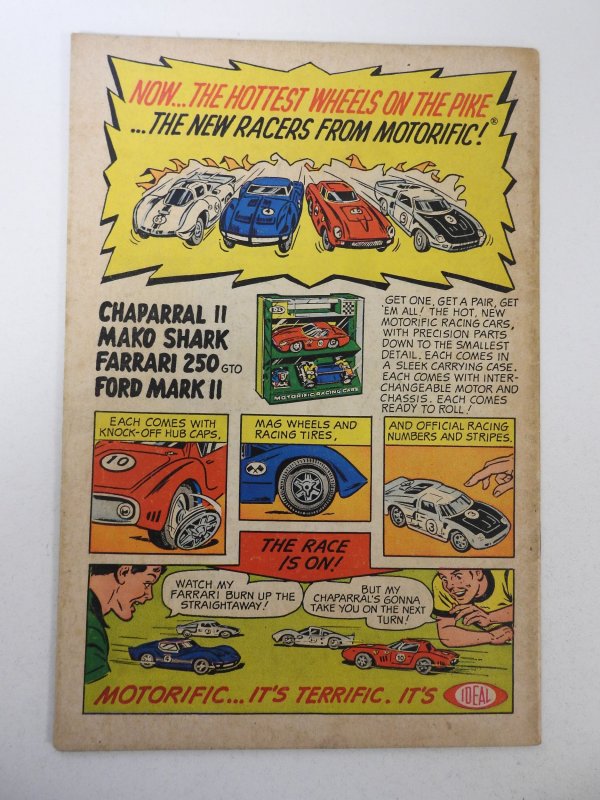 NOW...THE HOTTEST WHEELS ON THE PIKE
...THE NEW RACERS FROM MOTORIFIC!®
CHAPARRAL II
MAKO SHARK
FARRARI 250 GTO
FORD MARK II
MOTORIFIC RACING CARS
GET ONE, GET A PAIR, GET
'EM ALL! THE HOT, NEW
MOTORIFIC RACING CARS,
WITH PRECISION PARTS
DOWN TO THE SMALLEST
DETAIL. EACH COMES IN
A SLEEK CARRYING CASE.
EACH COMES WITH INTER-
CHANGEABLE MOTOR AND
CHASSIS. EACH COMES
READY TO ROLL!
EACH COMES WITH
KNOCK-OFF HUB CAPS,
10
MAG WHEELS AND
RACING TIRES,
AND OFFICIAL RACING
NUMBERS AND STRIPES.
3
THE RACE
IS ON!
WATCH MY
FARRARI BURN UP THE
STRAIGHTAWAY!
BUT MY
CHAPARRAL'S GONNA
TAKE YOU ON THE NEXT
TURN!
10
MOTORIFIC... IT'S TERRIFIC. IT'S
IDEAL